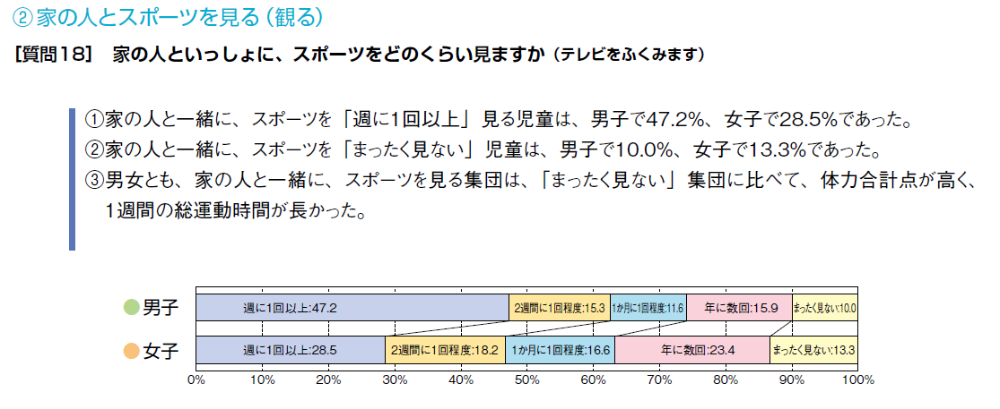 ②家の人とスポーツを見る（観る）
［質問18］　家の人といっしょに、スポーツをどのくらい見ますか（テレビをふくみます）
①家の人と一緒に、スポーツを「週に1回以上」見る児童は、男子で47.2%、女子で28.5%であった。
②家の人と一緒に、スポーツを「まったく見ない」児童は、男子で10.0%、女子で13.3%であった。
③男女とも、家の人と一緒に、スポーツを見る集団は、「まったく見ない」集団に比べて、体力合計点が高く、
1週間の総運動時間が長かった。
男子 週に1回以上:47.2 2週間に1回程度:15.3 1か月に1回程度:11.6 年に数回:15.9 まったく見ない:10.0
女子 週に1回以上:28.5 2週間に1回程度:18.2 1か月に1回程度:16.6 年に数回:23.4 まったく見ない:13.3
0% 10% 20% 30% 40% 50% 60% 70% 80% 90% 100%